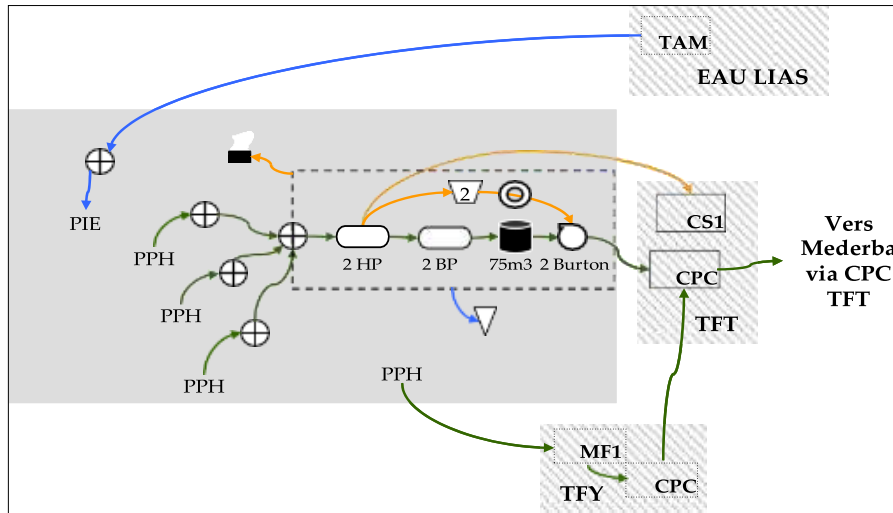 TAM
EAU LIAS
PIE
2
CS1
PPH
PPH
2 HP
2 BP
75m3
2 Burton
CPC
Vers
Mederba
via CPC
TFT
TFT
PPH
PPH
MF1
CPC
TFY